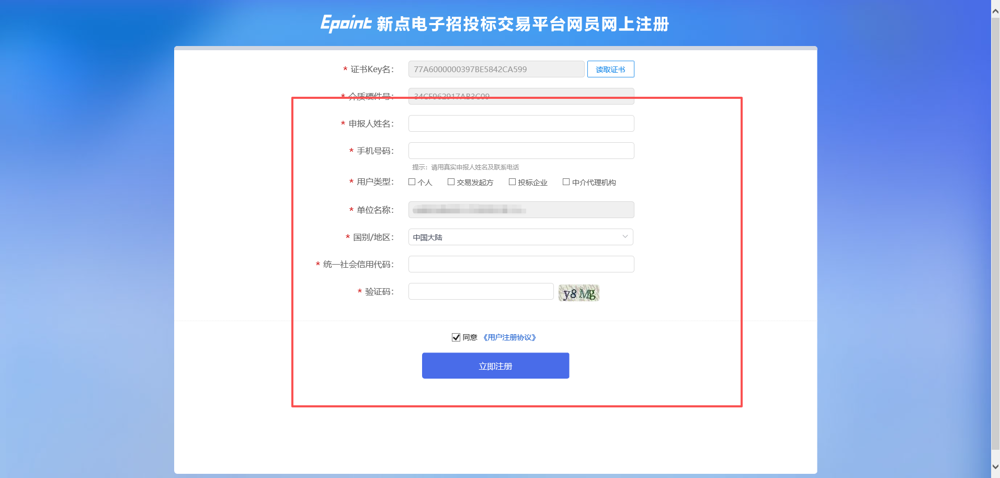 Epoint 新点电子招投标交易平台网员网上注册
* 证书Key名： 77A6000000397BE5842CA599 读取证书
* 介质硬件号： 34CF962917AB3C09
* 申报人姓名：
* 手机号码：
提示：请用真实申报人姓名及联系电话
* 用户类型： 个人 交易发起方 投标企业 中介代理机构
* 单位名称：
* 国别/地区： 中国大陆
* 统一社会信用代码：
* 验证码： y8Mg
同意 《用户注册协议》
立即注册